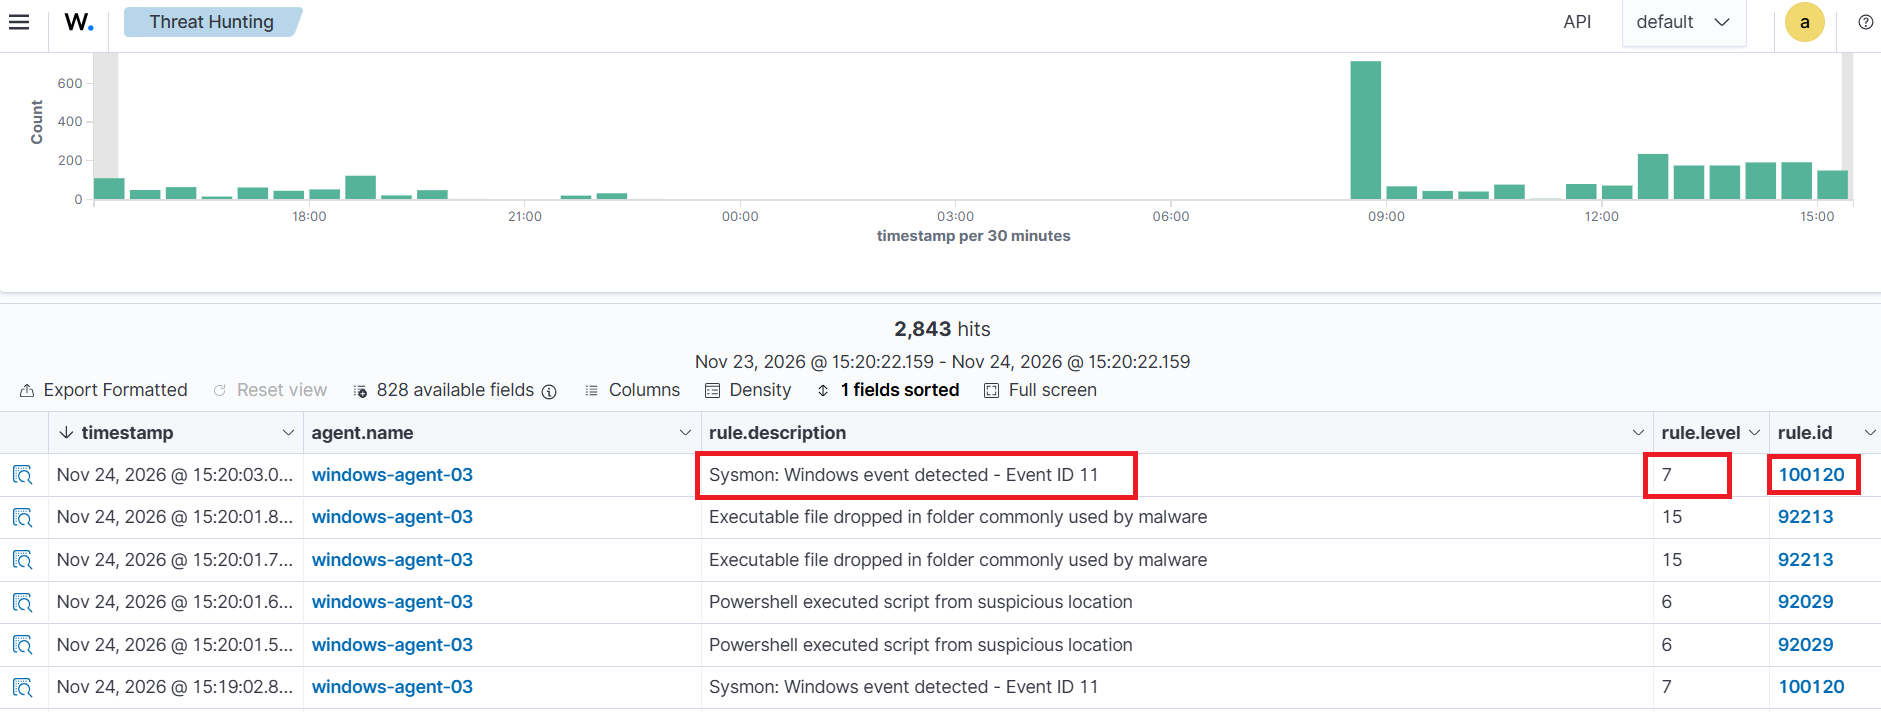 W. Threat Hunting API default a
600
400
200
0
Count
18:00 21:00 00:00 03:00 06:00 09:00 12:00 15:00
timestamp per 30 minutes
2,843 hits
Nov 23, 2026 @ 15:20:22.159 - Nov 24, 2026 @ 15:20:22.159
Export Formatted Reset view 828 available fields Columns Density 1 fields sorted Full screen
timestamp agent.name rule.description rule.level rule.id
Nov 24, 2026 @ 15:20:03.0... windows-agent-03 Sysmon: Windows event detected - Event ID 11 7 100120
Nov 24, 2026 @ 15:20:01.8... windows-agent-03 Executable file dropped in folder commonly used by malware 15 92213
Nov 24, 2026 @ 15:20:01.7... windows-agent-03 Executable file dropped in folder commonly used by malware 15 92213
Nov 24, 2026 @ 15:20:01.6... windows-agent-03 Powershell executed script from suspicious location 6 92029
Nov 24, 2026 @ 15:20:01.5... windows-agent-03 Powershell executed script from suspicious location 6 92029
Nov 24, 2026 @ 15:19:02.8... windows-agent-03 Sysmon: Windows event detected - Event ID 11 7 100120